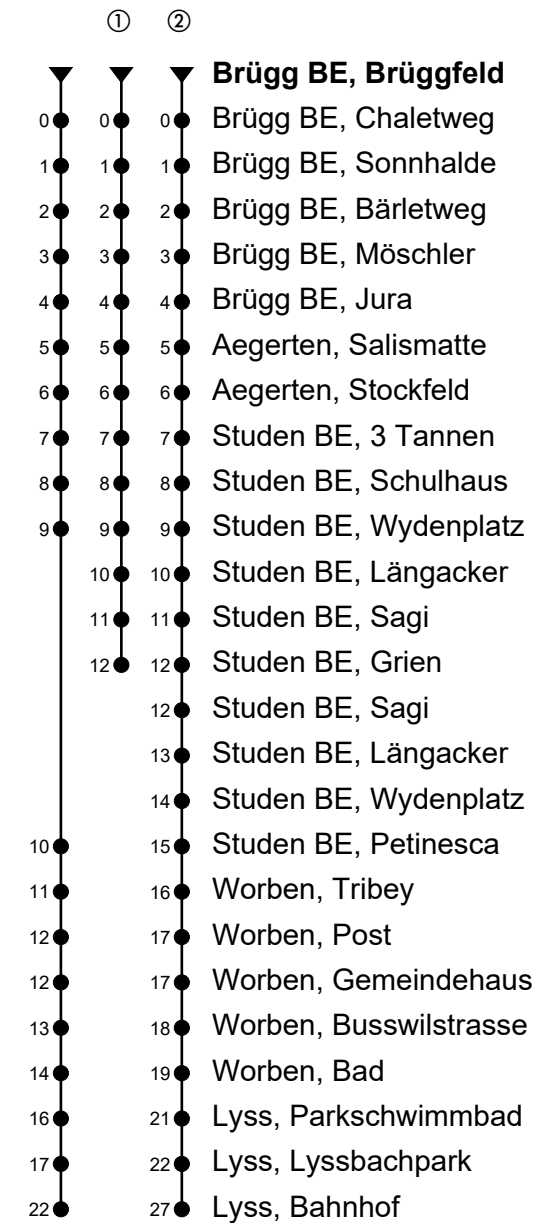 ① ②
Brügg BE, Brüggfeld
0 0 0 Brügg BE, Chaletweg
1 1 1 Brügg BE, Sonnhalde
2 2 2 Brügg BE, Bärletweg
3 3 3 Brügg BE, Möschler
4 4 4 Brügg BE, Jura
5 5 5 Aegerten, Salismatte
6 6 6 Aegerten, Stockfeld
7 7 7 Studen BE, 3 Tannen
8 8 8 Studen BE, Schulhaus
9 9 9 Studen BE, Wydenplatz
10 10 Studen BE, Längacker
11 11 Studen BE, Sagi
12 12 Studen BE, Grien
12 Studen BE, Sagi
13 Studen BE, Längacker
14 Studen BE, Wydenplatz
10 15 Studen BE, Petinesca
11 16 Worben, Tribey
12 17 Worben, Post
12 17 Worben, Gemeindehaus
13 18 Worben, Busswilstrasse
14 19 Worben, Bad
16 21 Lyss, Parkschwimmbad
17 22 Lyss, Lyssbachpark
22 27 Lyss, Bahnhof